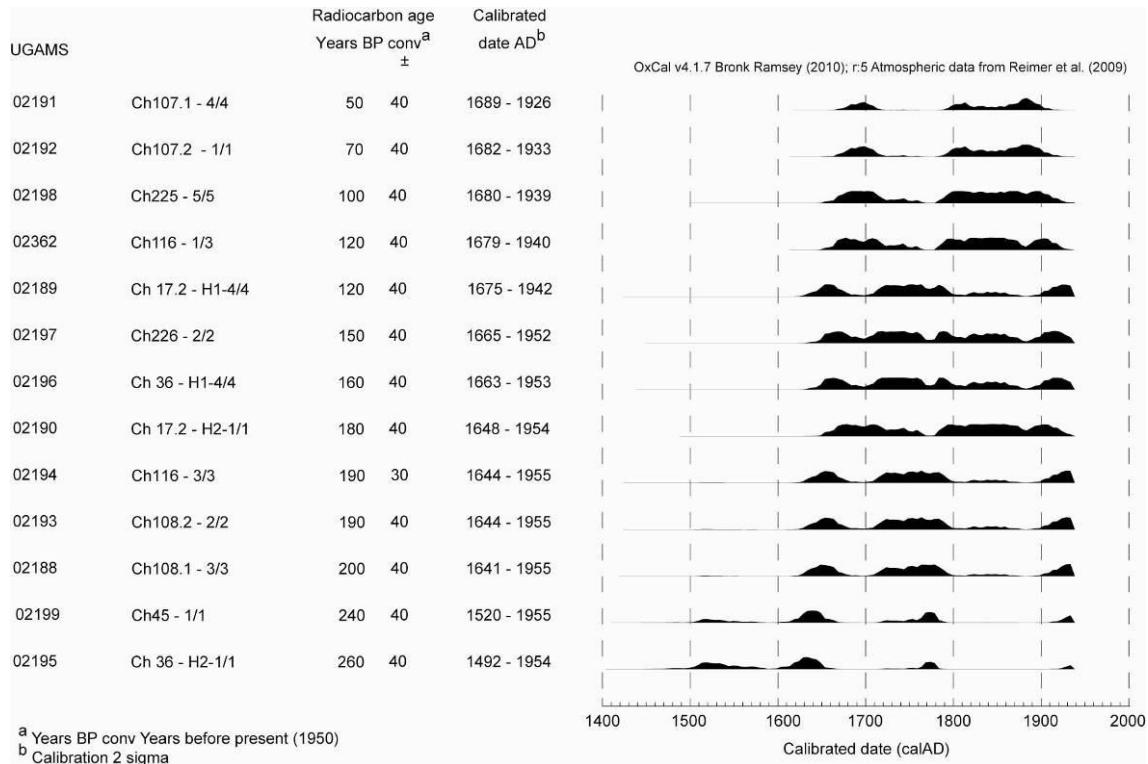 Radiocarbon age Calibrated
Years BP conv a date AD b
UGAMS ±
OxCal v4.1.7 Bronk Ramsey (2010); r:5 Atmospheric data from Reimer et al. (2009)
02191 Ch107.1 - 4/4 50 40 1689 - 1926
02192 Ch107.2 - 1/1 70 40 1682 - 1933
02198 Ch225 - 5/5 100 40 1680 - 1939
02362 Ch116 - 1/3 120 40 1679 - 1940
02189 Ch 17.2 - H1-4/4 120 40 1675 - 1942
02197 Ch226 - 2/2 150 40 1665 - 1952
02196 Ch 36 - H1-4/4 160 40 1663 - 1953
02190 Ch 17.2 - H2-1/1 180 40 1648 - 1954
02194 Ch116 - 3/3 190 30 1644 - 1955
02193 Ch108.2 - 2/2 190 40 1644 - 1955
02188 Ch108.1 - 3/3 200 40 1641 - 1955
02199 Ch45 - 1/1 240 40 1520 - 1955
02195 Ch 36 - H2-1/1 260 40 1492 - 1954
1400 1500 1600 1700 1800 1900 2000
Calibrated date (calAD)
a Years BP conv Years before present (1950)
b Calibration 2 sigma